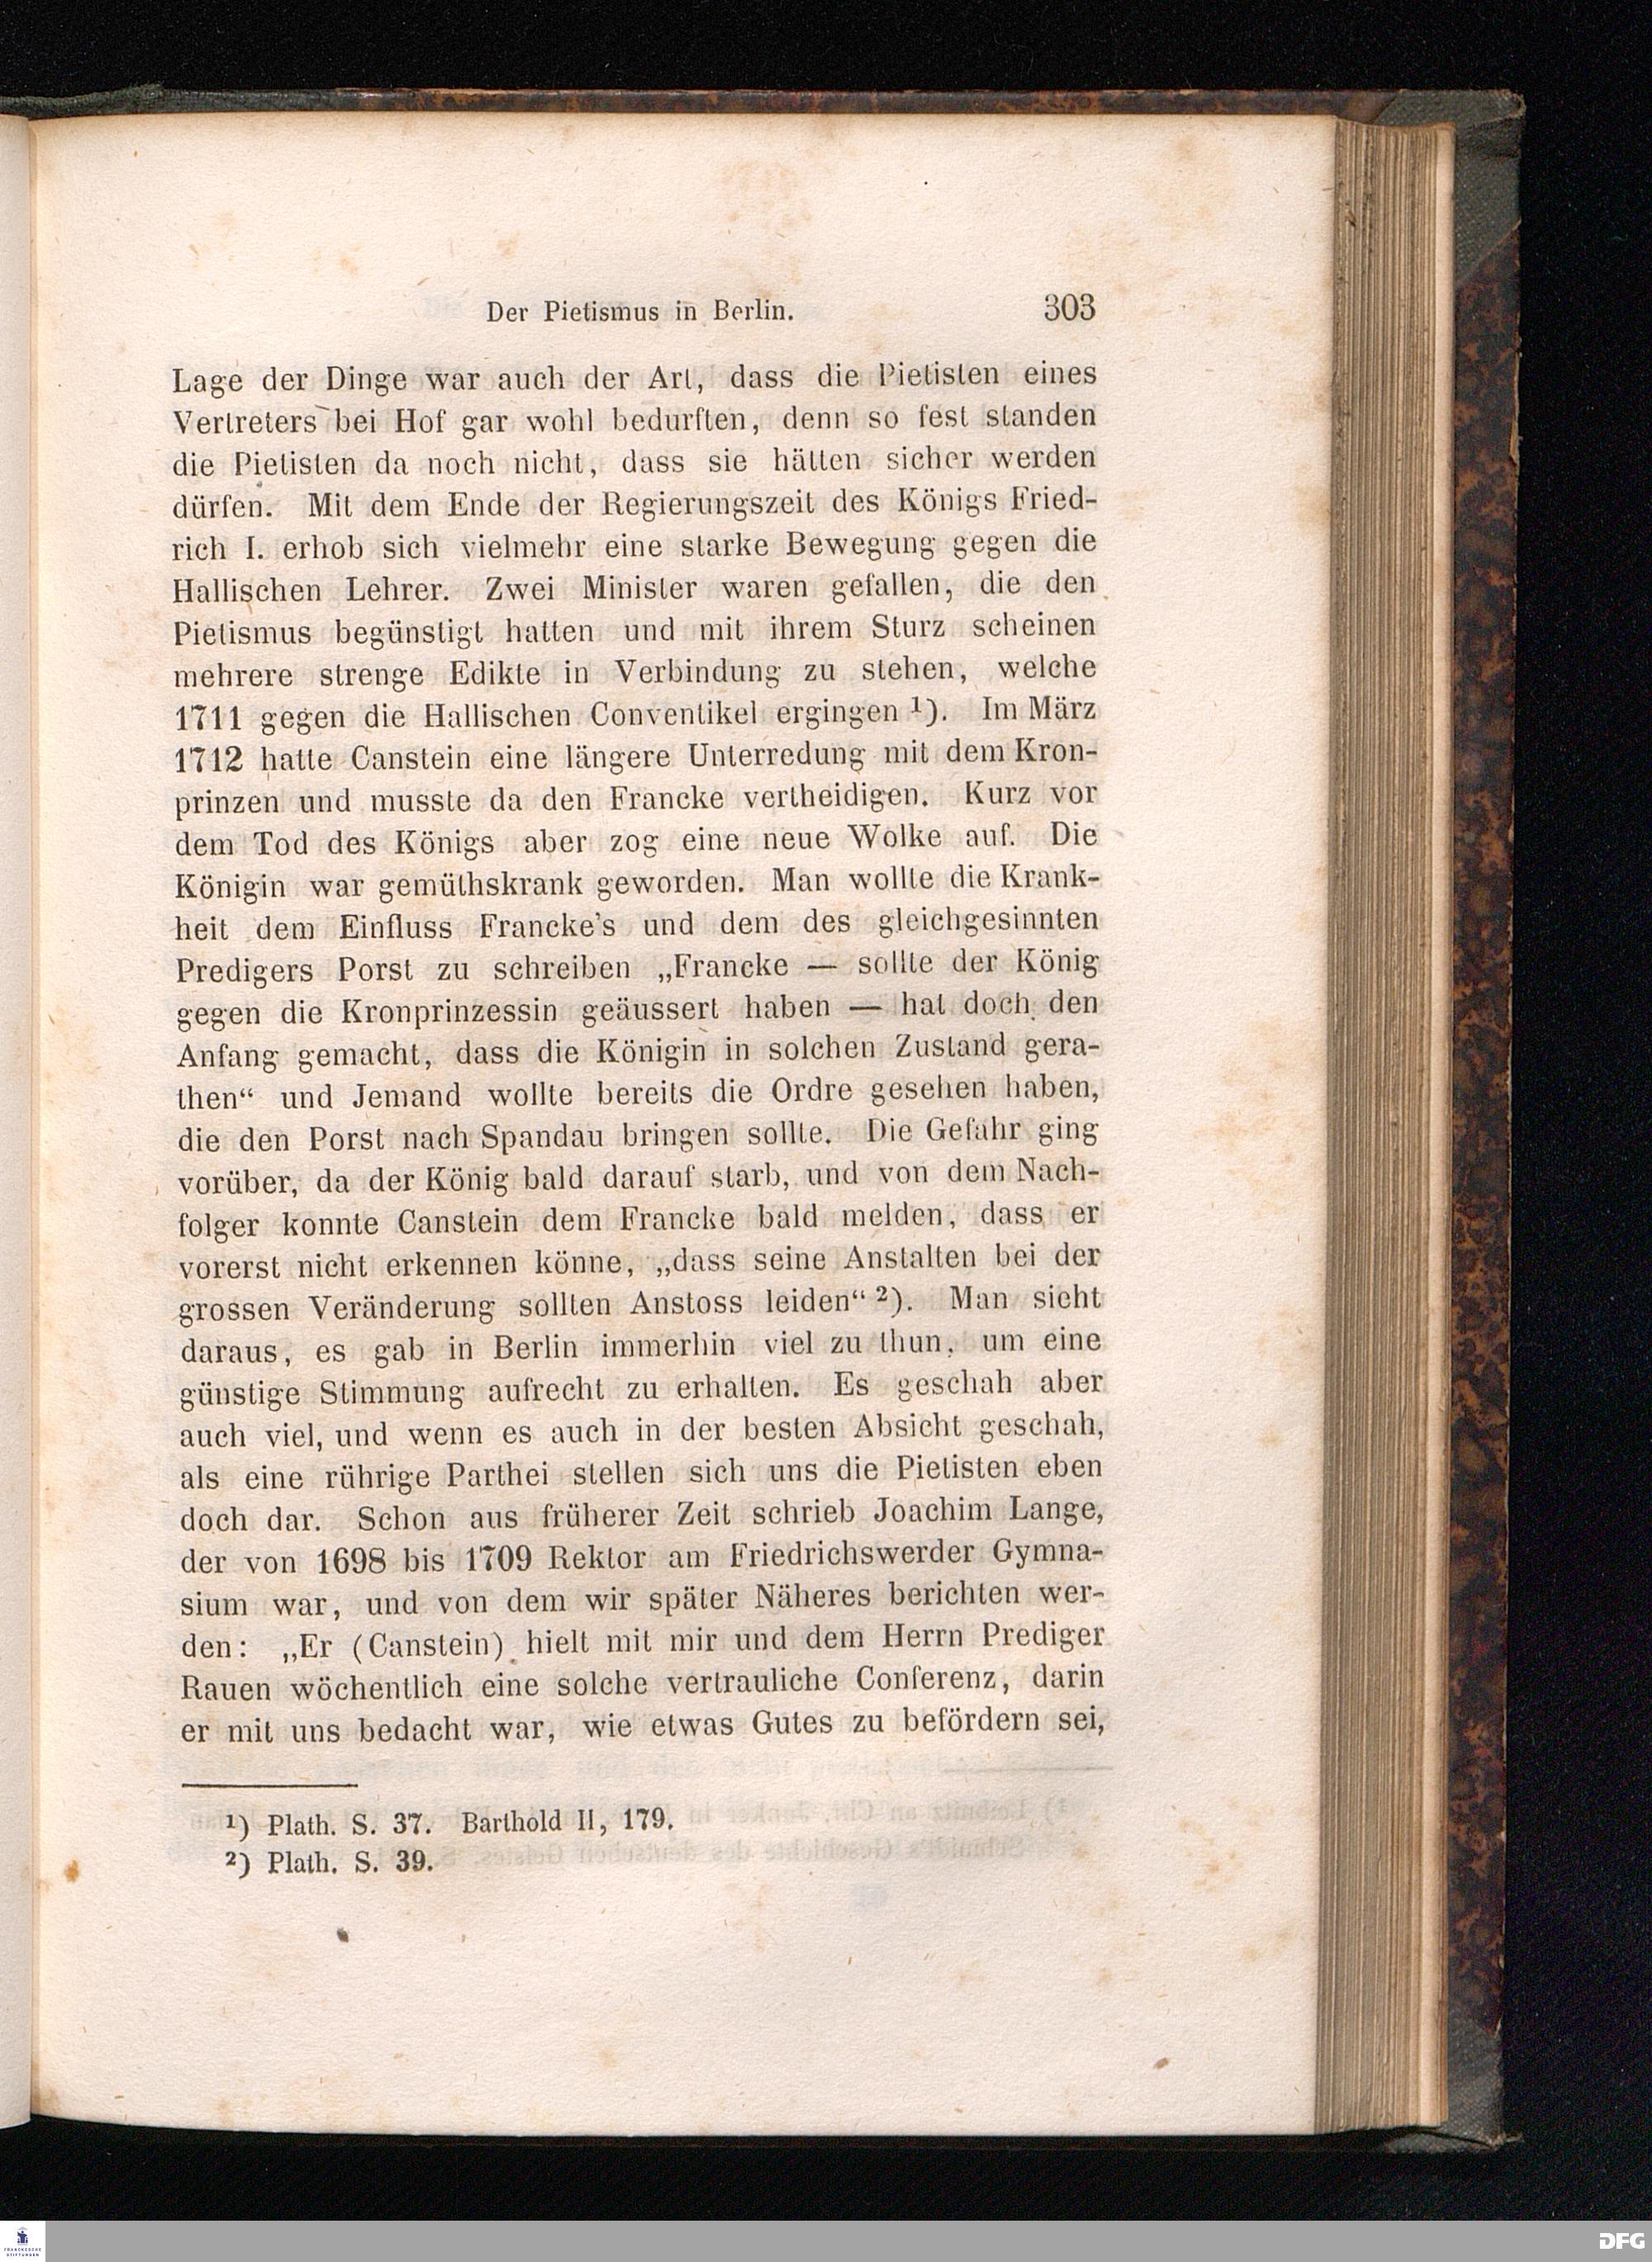 Der Pietismus in Berlin. 303
Lage der Dinge war auch der Art, dass die Pietisten eines
Vertreters bei Hof gar wohl bedurften, denn so fest standen
die Pietisten da noch nicht, dass sie hätten sicher werden
dürfen. Mit dem Ende der Regierungszeit des Königs Fried-
rich I. erhob sich vielmehr eine starke Bewegung gegen die
Hallischen Lehrer. Zwei Minister waren gefallen, die den
Pietismus begünstigt hatten und mit ihrem Sturz scheinen
mehrere strenge Edikte in Verbindung zu stehen, welche
1711 gegen die Hallischen Conventikel ergingen ¹). Im März
1712 hatte Canstein eine längere Unterredung mit dem Kron-
prinzen und musste da den Francke vertheidigen. Kurz vor
dem Tod des Königs aber zog eine neue Wolke auf. Die
Königin war gemüthskrank geworden. Man wollte die Krank-
heit dem Einfluss Francke's und dem des gleichgesinnten
Predigers Porst zu schreiben „Francke — sollte der König
gegen die Kronprinzessin geäussert haben — hat doch den
Anfang gemacht, dass die Königin in solchen Zustand gera-
then“ und Jemand wollte bereits die Ordre gesehen haben,
die den Porst nach Spandau bringen sollte. Die Gefahr ging
vorüber, da der König bald darauf starb, und von dem Nach-
folger konnte Canstein dem Francke bald melden, dass er
vorerst nicht erkennen könne, „dass seine Anstalten bei der
grossen Veränderung sollten Anstoss leiden“ ²). Man sieht
daraus, es gab in Berlin immerhin viel zu thun, um eine
günstige Stimmung aufrecht zu erhalten. Es geschah aber
auch viel, und wenn es auch in der besten Absicht geschah,
als eine rührige Parthei stellen sich uns die Pietisten eben
doch dar. Schon aus früherer Zeit schrieb Joachim Lange,
der von 1698 bis 1709 Rektor am Friedrichswerder Gymna-
sium war, und von dem wir später Näheres berichten wer-
den: „Er (Canstein) hielt mit mir und dem Herrn Prediger
Rauen wöchentlich eine solche vertrauliche Conferenz, darin
er mit uns bedacht war, wie etwas Gutes zu befördern sei,
¹) Plath. S. 37. Barthold II, 179.
²) Plath. S. 39.
FRANCKESCHE
STIFTUNGEN
DFG